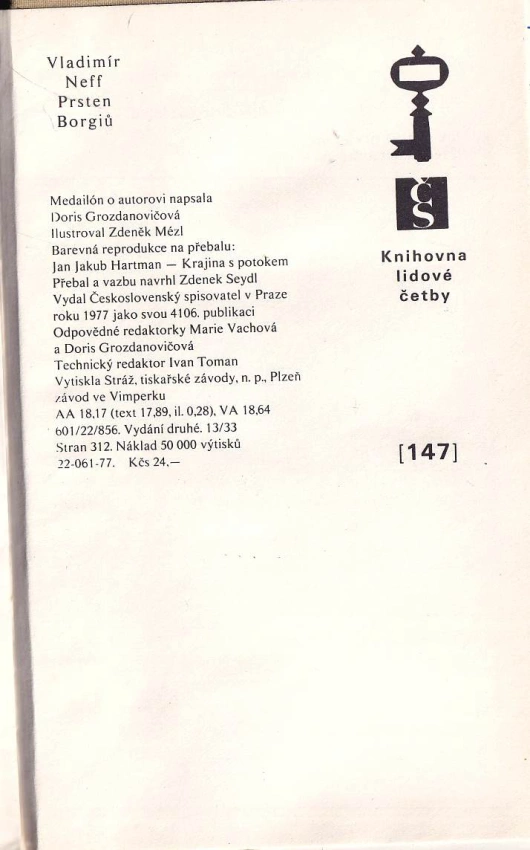 Vladimír
Neff
Prsten
Borgiů
Medailón o autorovi napsala
Doris Grozdanovičová
Ilustroval Zdeněk Mézl
Barevná reprodukce na přebalu:
Jan Jakub Hartman — Krajina s potokem
Přebal a vazbu navrhl Zdenek Seydl
Vydal Československý spisovatel v Praze
roku 1977 jako svou 4106. publikaci
Odpovědné redaktorky Marie Vachová
a Doris Grozdanovičová
Technický redaktor Ivan Toman
Vytiskla Stráž, tiskařské závody, n. p., Plzeň
závod ve Vimperku
AA 18,17 (text 17,89, il. 0,28), VA 18,64
601/22/856. Vydání druhé. 13/33
Stran 312. Náklad 50 000 výtisků
22-061-77. Kčs 24,—
ČS
Knihovna
lidové
četby
[147]